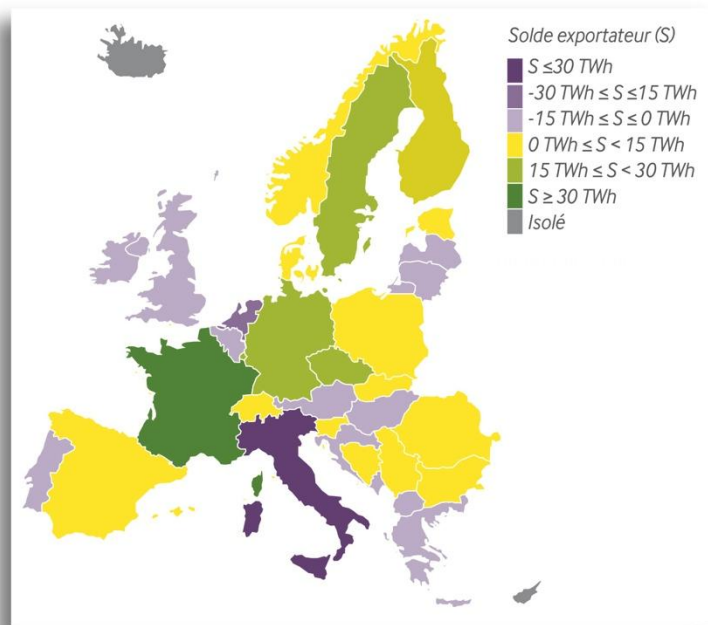 Solde exportateur (S)
S ≤30 TWh
-30 TWh ≤ S ≤15 TWh
-15 TWh ≤ S ≤ 0 TWh
0 TWh ≤ S < 15 TWh
15 TWh ≤ S < 30 TWh
S ≥ 30 TWh
Isolé